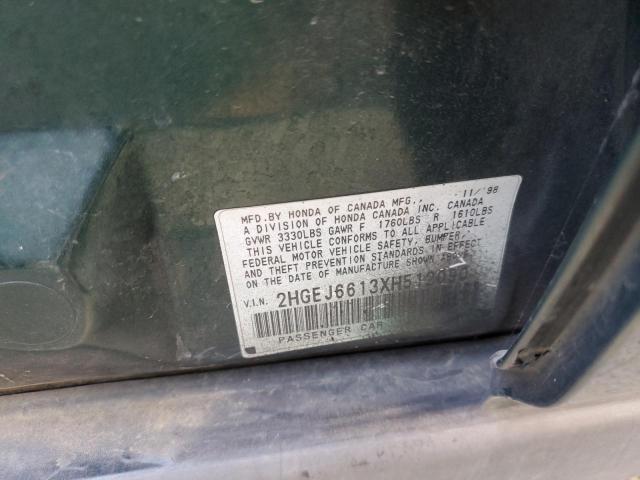 MFD.BY HONDA OF CANADA MFG., 11/'98
A DIVISION OF HONDA CANADA INC. CANADA
GVWR 3330LBS GAWR F 1760LBS R 1610LBS
THIS VEHICLE CONFORMS TO ALL APPLICABLE
FEDERAL MOTOR VEHICLE SAFETY, BUMPER,
AND THEFT PREVENTION STANDARDS IN EFFECT
ON THE DATE OF MANUFACTURE
V.I.N.
PASSENGER CAR